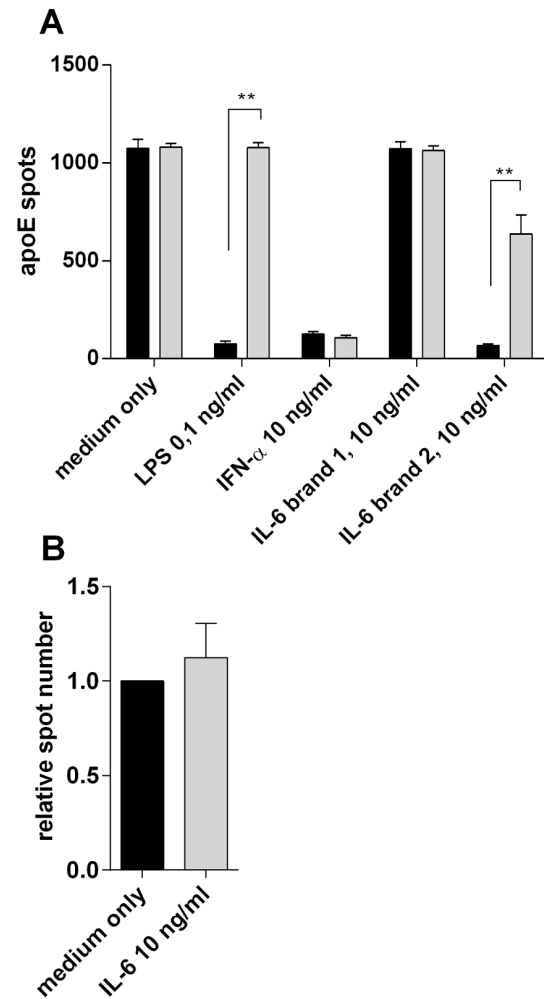 A
1500
1000
500
0
apoE spots
**
**
medium only
LPS 0,1 ng/ml
IFN-α 10 ng/ml
IL-6 brand 1, 10 ng/ml
IL-6 brand 2, 10 ng/ml
B
1.5
1.0
0.5
0.0
relative spot number
medium only
IL-6 10 ng/ml